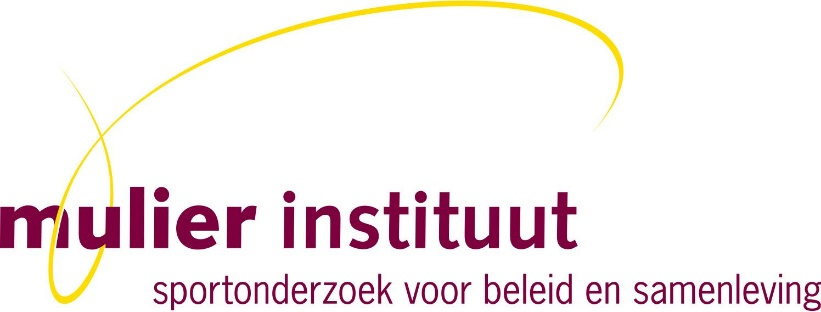 mulier instituut
sportonderzoek voor beleid en samenleving